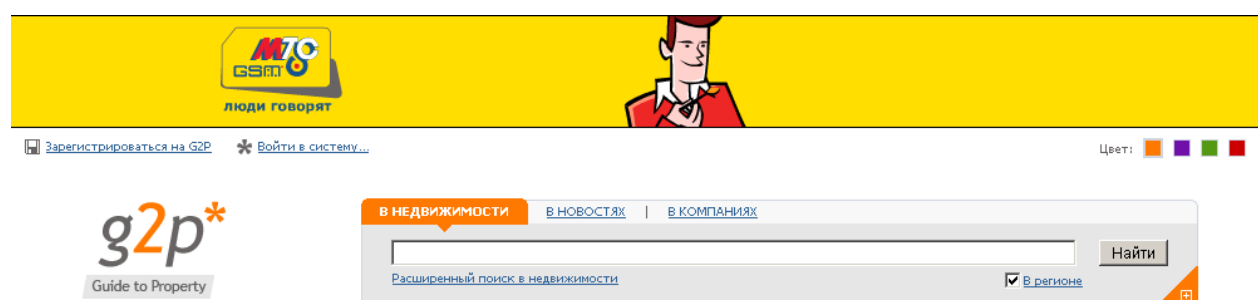 МТС
GSM
люди говорят
Зарегистрироваться на G2P Войти в систему...
Цвет:
g2p*
Guide to Property
В НЕДВИЖИМОСТИ В НОВОСТЯХ | В КОМПАНИЯХ
Найти
Расширенный поиск в недвижимости
В регионе